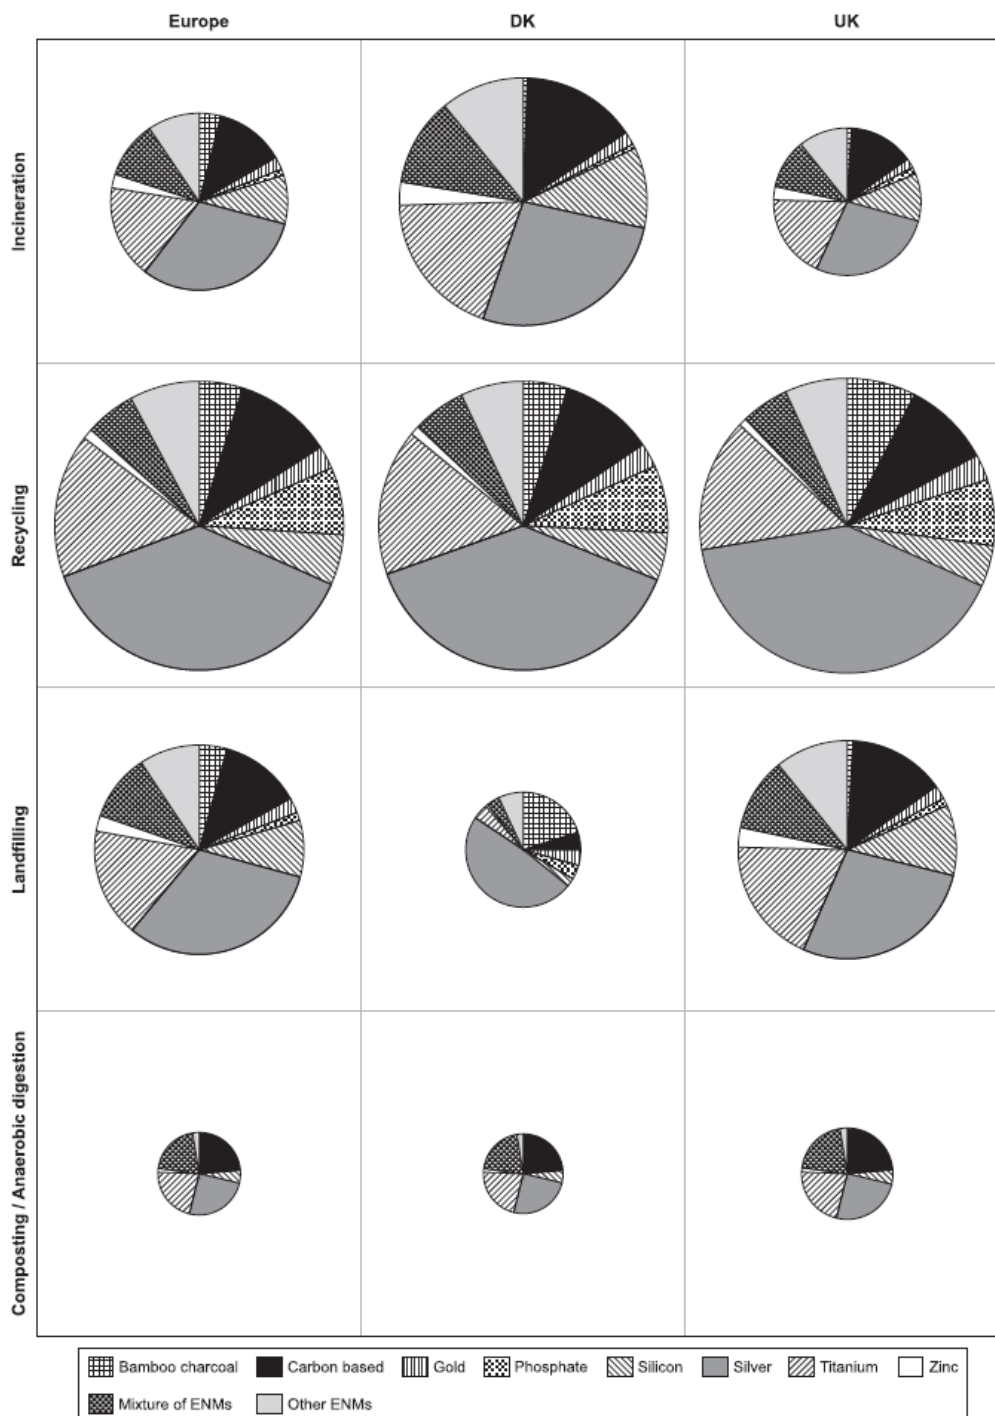 Europe DK UK
Incineration
Recycling
Landfilling
Composting / Anaerobic digestion
Bamboo charcoal Carbon based Gold Phosphate Silicon Silver Titanium Zinc
Mixture of ENMs Other ENMs